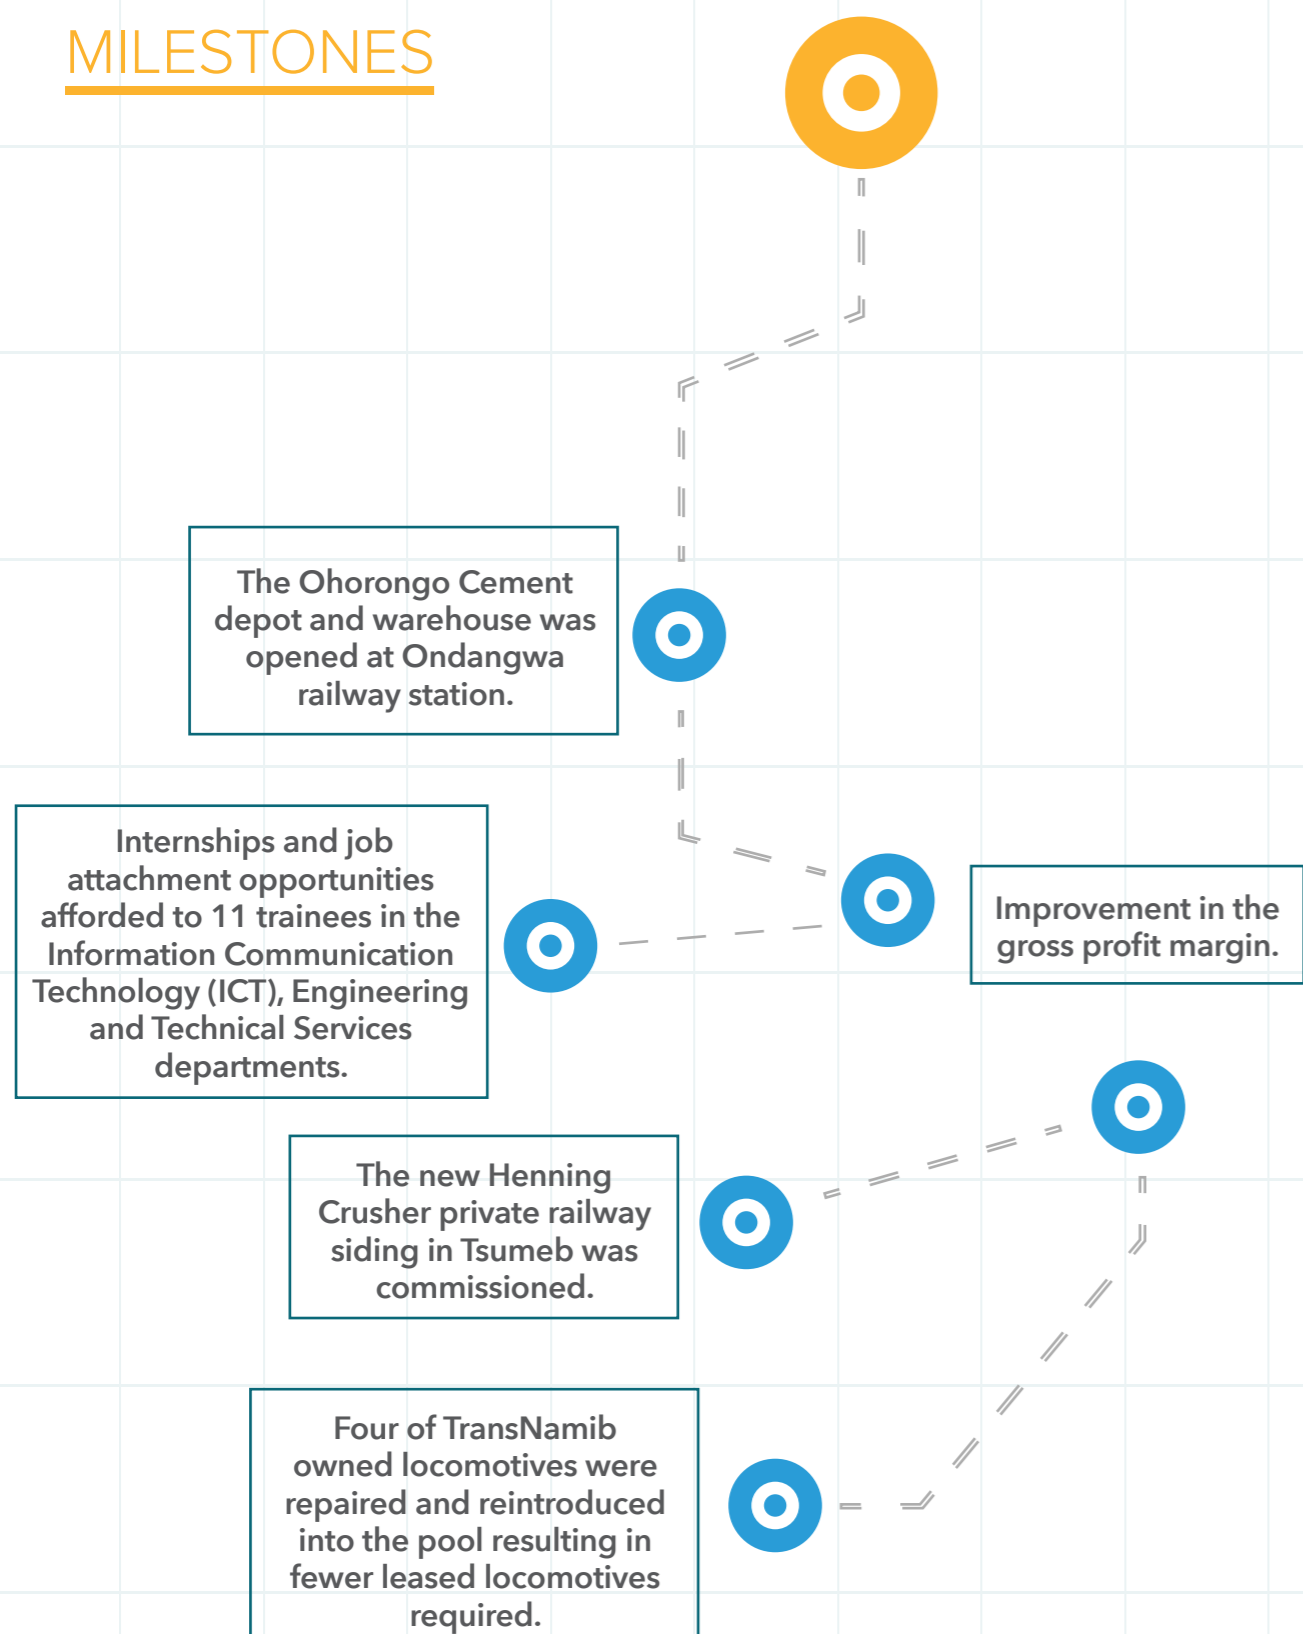 MILESTONES
The Ohorongo Cement
depot and warehouse was
opened at Ondangwa
railway station.
Internships and job
attachment opportunities
afforded to 11 trainees in the
Information Communication
Technology (ICT), Engineering
and Technical Services
departments.
Improvement in the
gross profit margin.
The new Henning
Crusher private railway
siding in Tsumeb was
commissioned.
Four of TransNamib
owned locomotives were
repaired and reintroduced
into the pool resulting in
fewer leased locomotives
required.